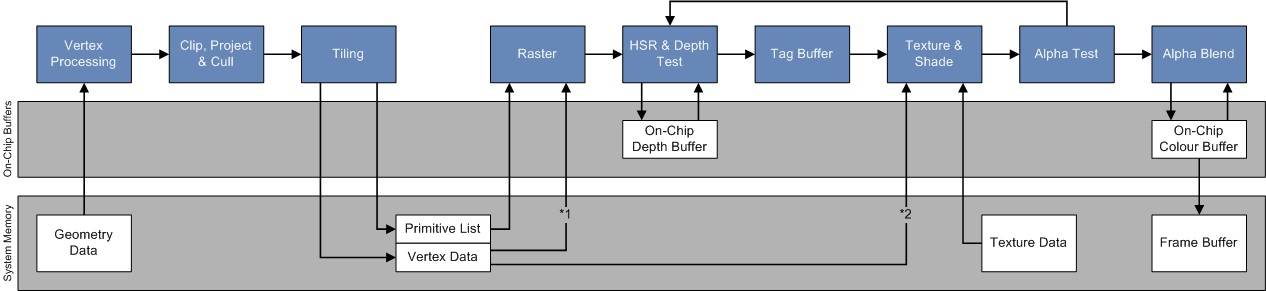 Vertex
Processing
Clip, Project
& Cull
Tiling
Raster
HSR & Depth
Test
Tag Buffer
Texture &
Shade
Alpha Test
Alpha Blend
On-Chip Buffers
On-Chip
Depth Buffer
On-Chip
Colour Buffer
System Memory
Geometry
Data
Primitive List
Vertex Data
*1
*2
Texture Data
Frame Buffer